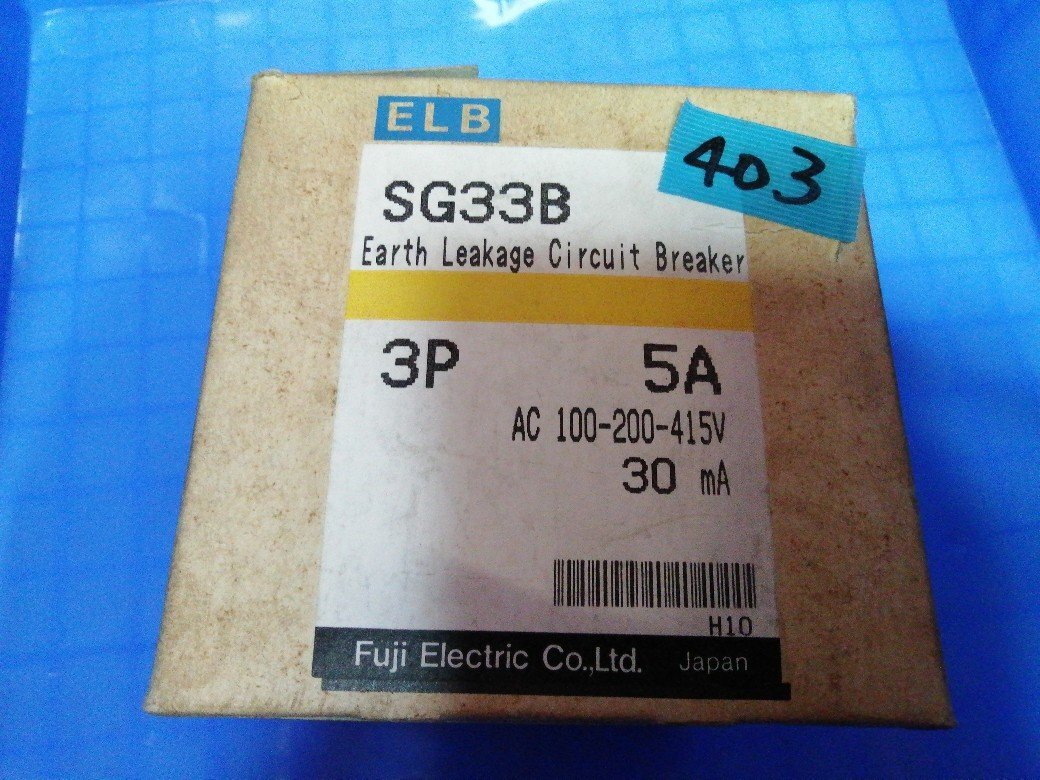 ELB
403
SG33B
Earth Leakage Circuit Breaker
3P 5A
AC 100-200-415V
30 mA
H10
Fuji Electric Co.,Ltd. Japan